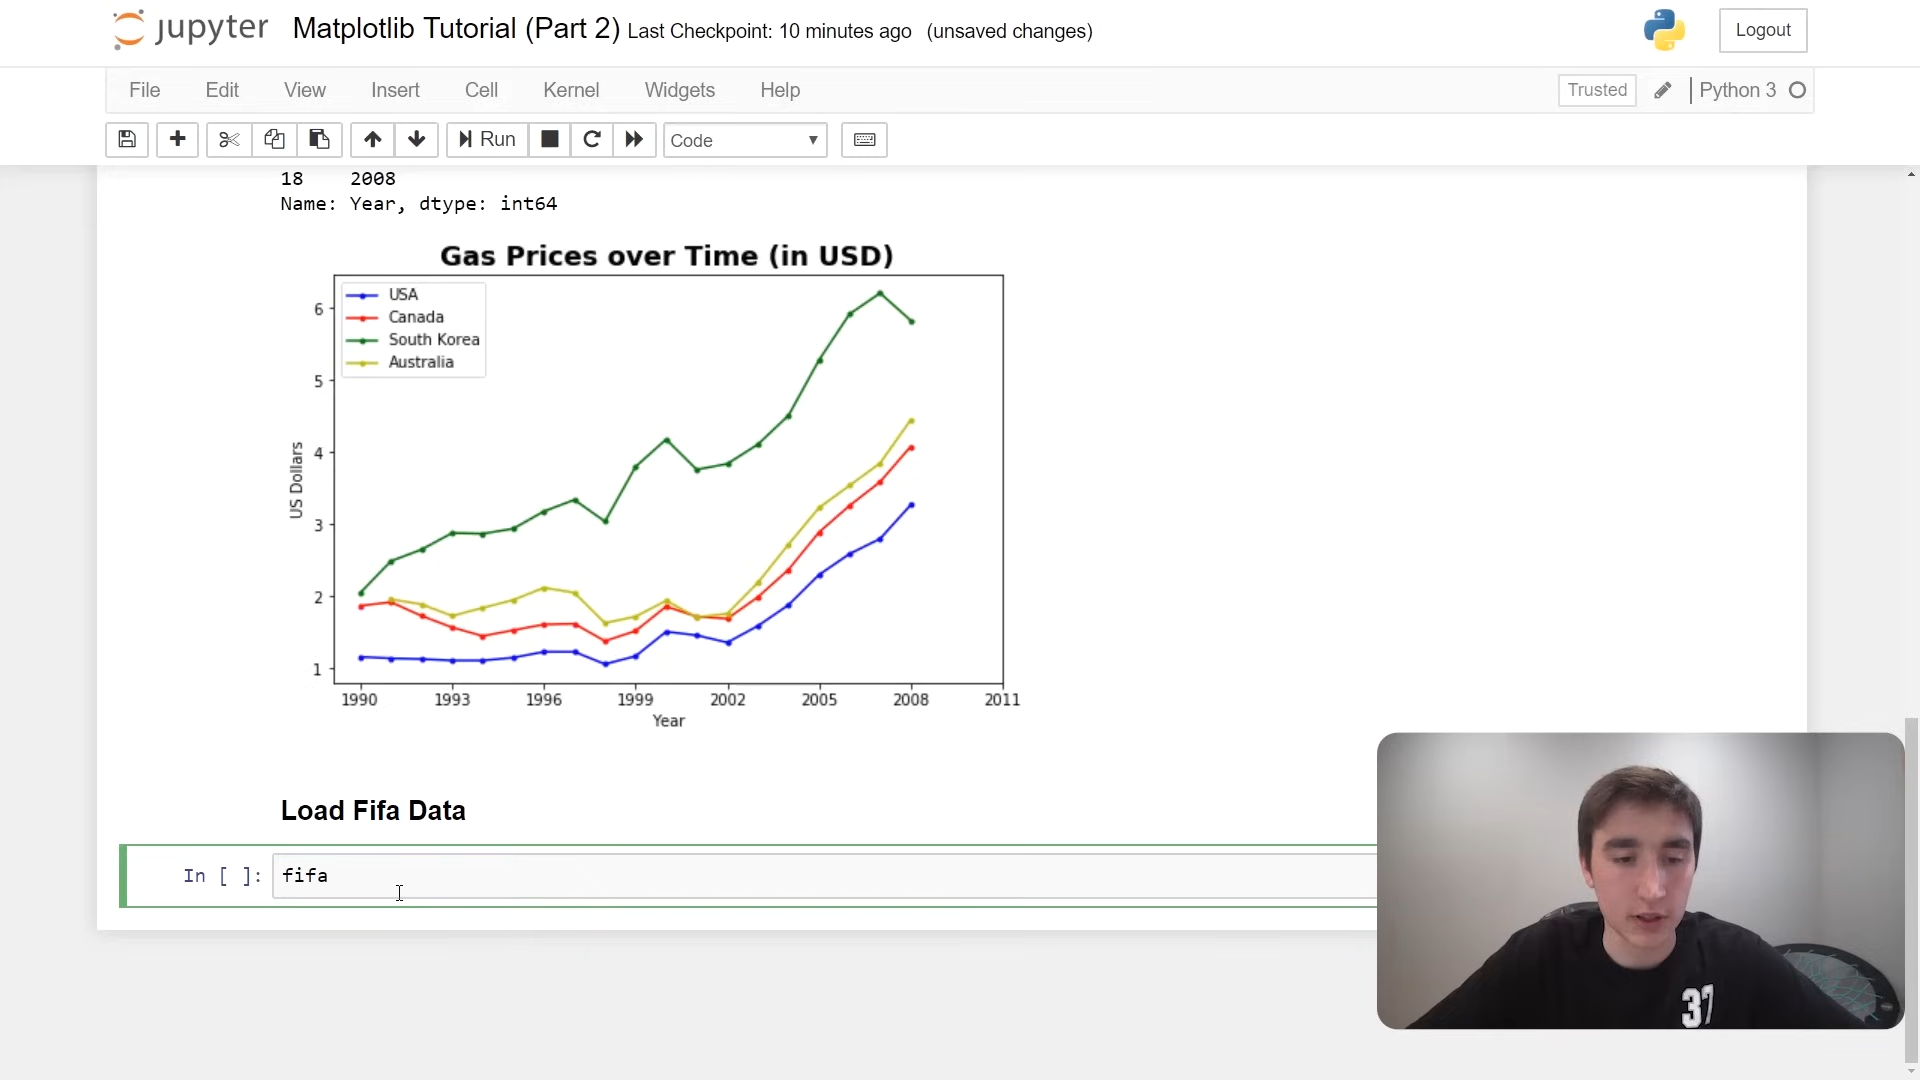 jupyter Matplotlib Tutorial (Part 2) Last Checkpoint: 10 minutes ago (unsaved changes) Logout
File Edit View Insert Cell Kernel Widgets Help Trusted Python 3
Run Code
18 2008
Name: Year, dtype: int64
Gas Prices over Time (in USD)
USA
Canada
South Korea
Australia
6
5
4
3
2
1
US Dollars
1990 1993 1996 1999 2002 2005 2008 2011
Year
Load Fifa Data
In [ ]: fifa
37